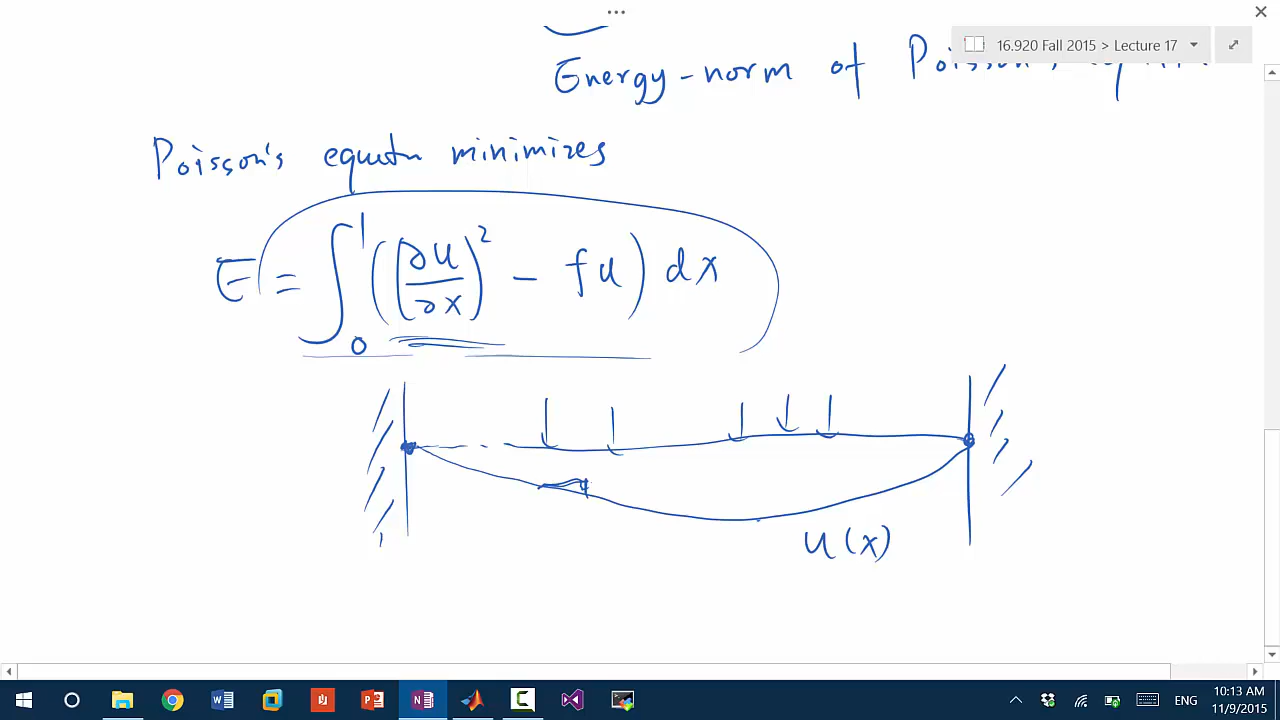 16.920 Fall 2015 > Lecture 17
Energy-norm of Poisson's
Poisson's equatn minimizes
E = ∫₀¹ ((∂u/∂x)² - fu) dx
u(x)
ENG
10:13 AM
11/9/2015